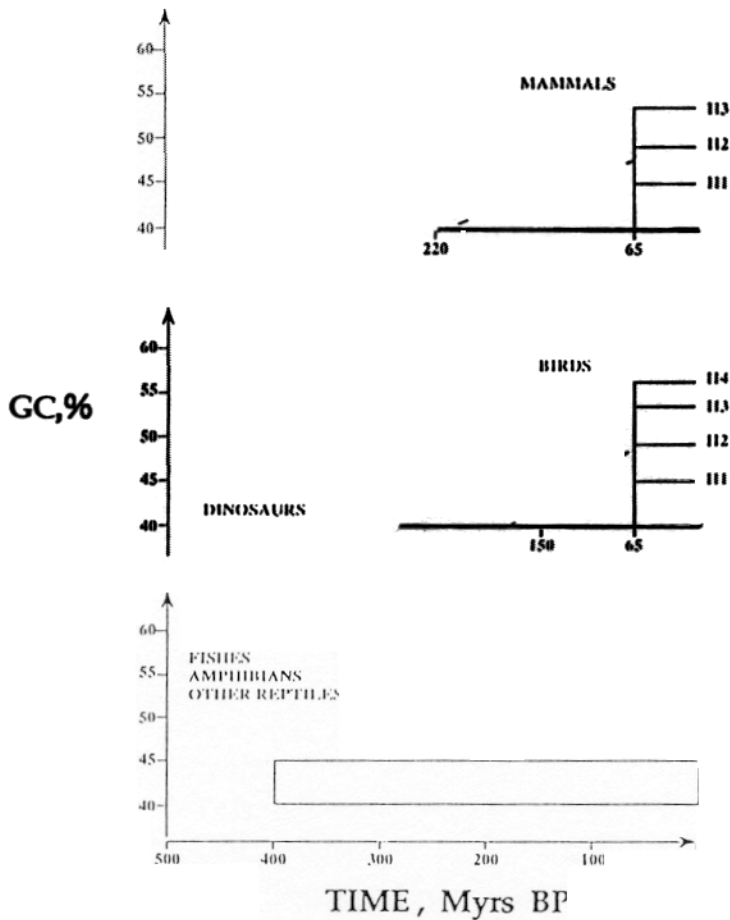 60
55
50
45
40
MAMMALS
H3
H2
H1
220
65
GC,%
60
55
50
45
40
DINOSAURS
BIRDS
H4
H3
H2
H1
150
65
60
55
50
45
40
FISHES
AMPHIBIANS
OTHER REPTILES
500 400 300 200 100
TIME, Myrs BP